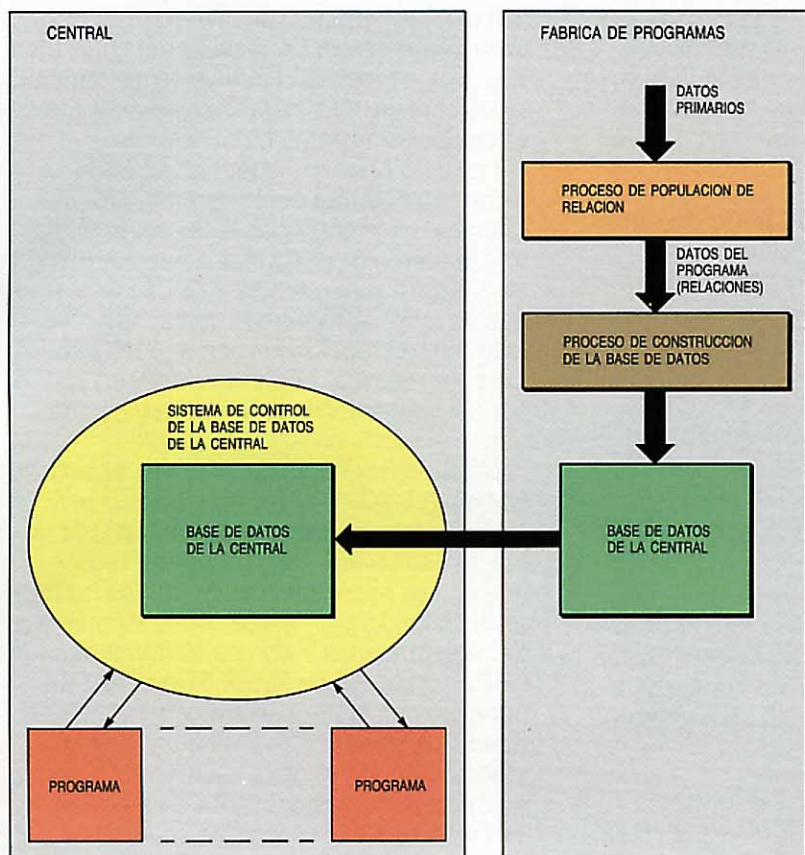 CENTRAL
SISTEMA DE CONTROL
DE LA BASE DE DATOS
DE LA CENTRAL
BASE DE DATOS
DE LA CENTRAL
PROGRAMA
PROGRAMA
FABRICA DE PROGRAMAS
DATOS
PRIMARIOS
PROCESO DE POPULACION DE
RELACION
DATOS DEL
PROGRAMA
(RELACIONES)
PROCESO DE CONSTRUCCION
DE LA BASE DE DATOS
BASE DE DATOS
DE LA CENTRAL